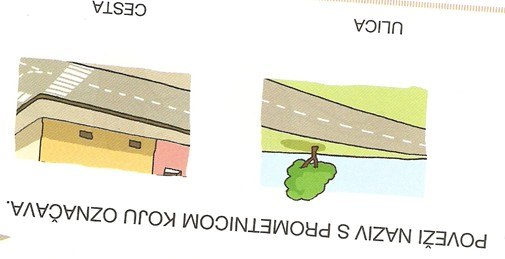 POVEŽI NAZIV S PROMETNICOM KOJU OZNAČAVA.
ULICA
CESTA